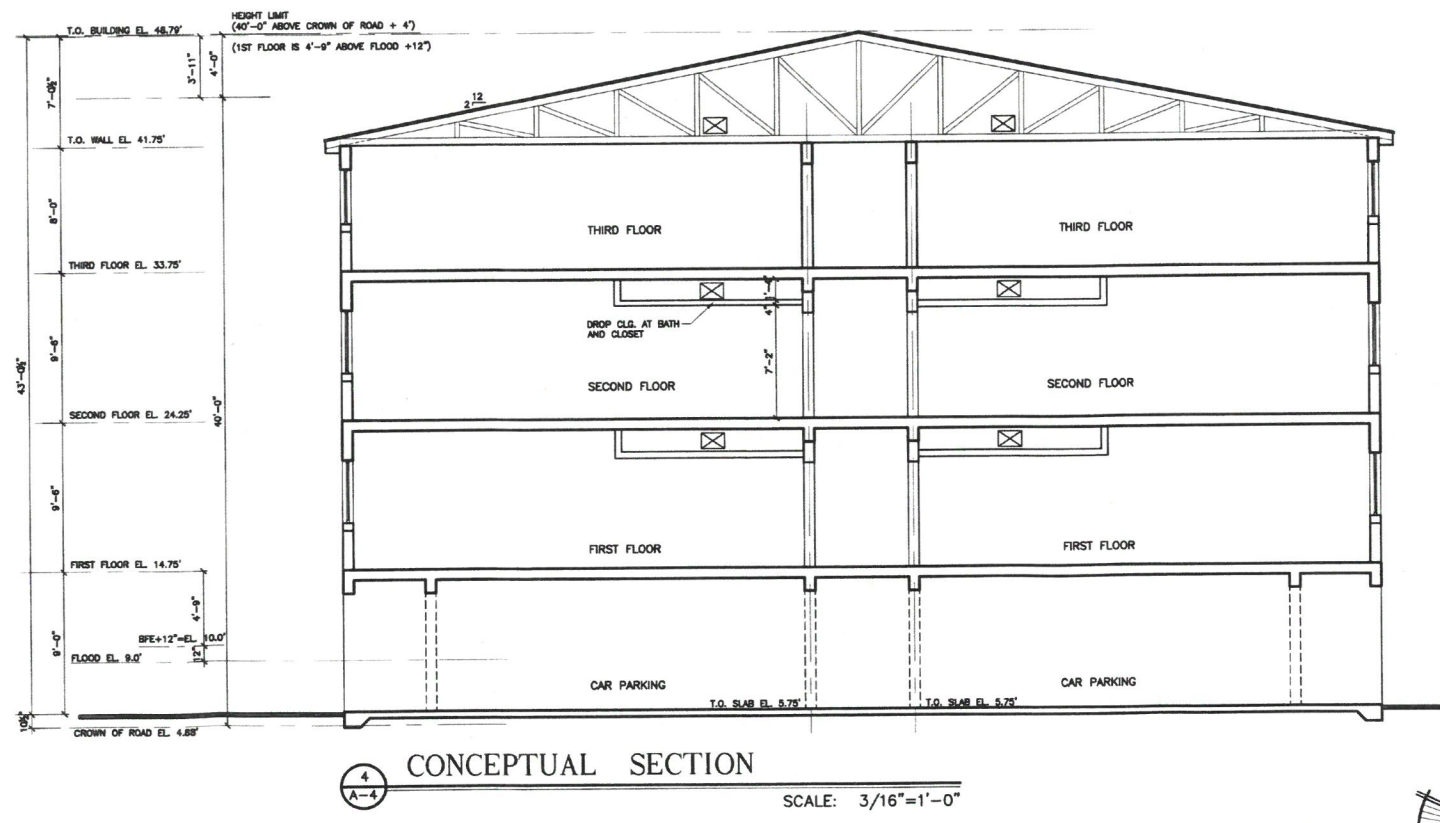 HEIGHT LIMIT
(40'-0" ABOVE CROWN OF ROAD + 4')
T.O. BUILDING EL. 48.79'
(1ST FLOOR IS 4'-9" ABOVE FLOOD +12")
3'-11"
4'-0"
7'-0½"
12
2
T.O. WALL EL. 41.75'
8'-0"
THIRD FLOOR
THIRD FLOOR
THIRD FLOOR EL. 33.75'
4"
DROP CLG. AT BATH
AND CLOSET
9'-6"
7'-2"
43'-0½"
SECOND FLOOR
SECOND FLOOR
40'-0"
SECOND FLOOR EL. 24.25'
9'-6"
FIRST FLOOR
FIRST FLOOR
FIRST FLOOR EL. 14.75'
4'-9"
BFE+12"=EL. 10.0'
9'-0"
12"
FLOOD EL. 9.0'
CAR PARKING
CAR PARKING
T.O. SLAB EL. 5.75'
T.O. SLAB EL. 5.75'
10½"
CROWN OF ROAD EL. 4.88'
4
A-4
CONCEPTUAL SECTION
SCALE: 3/16"=1'-0"